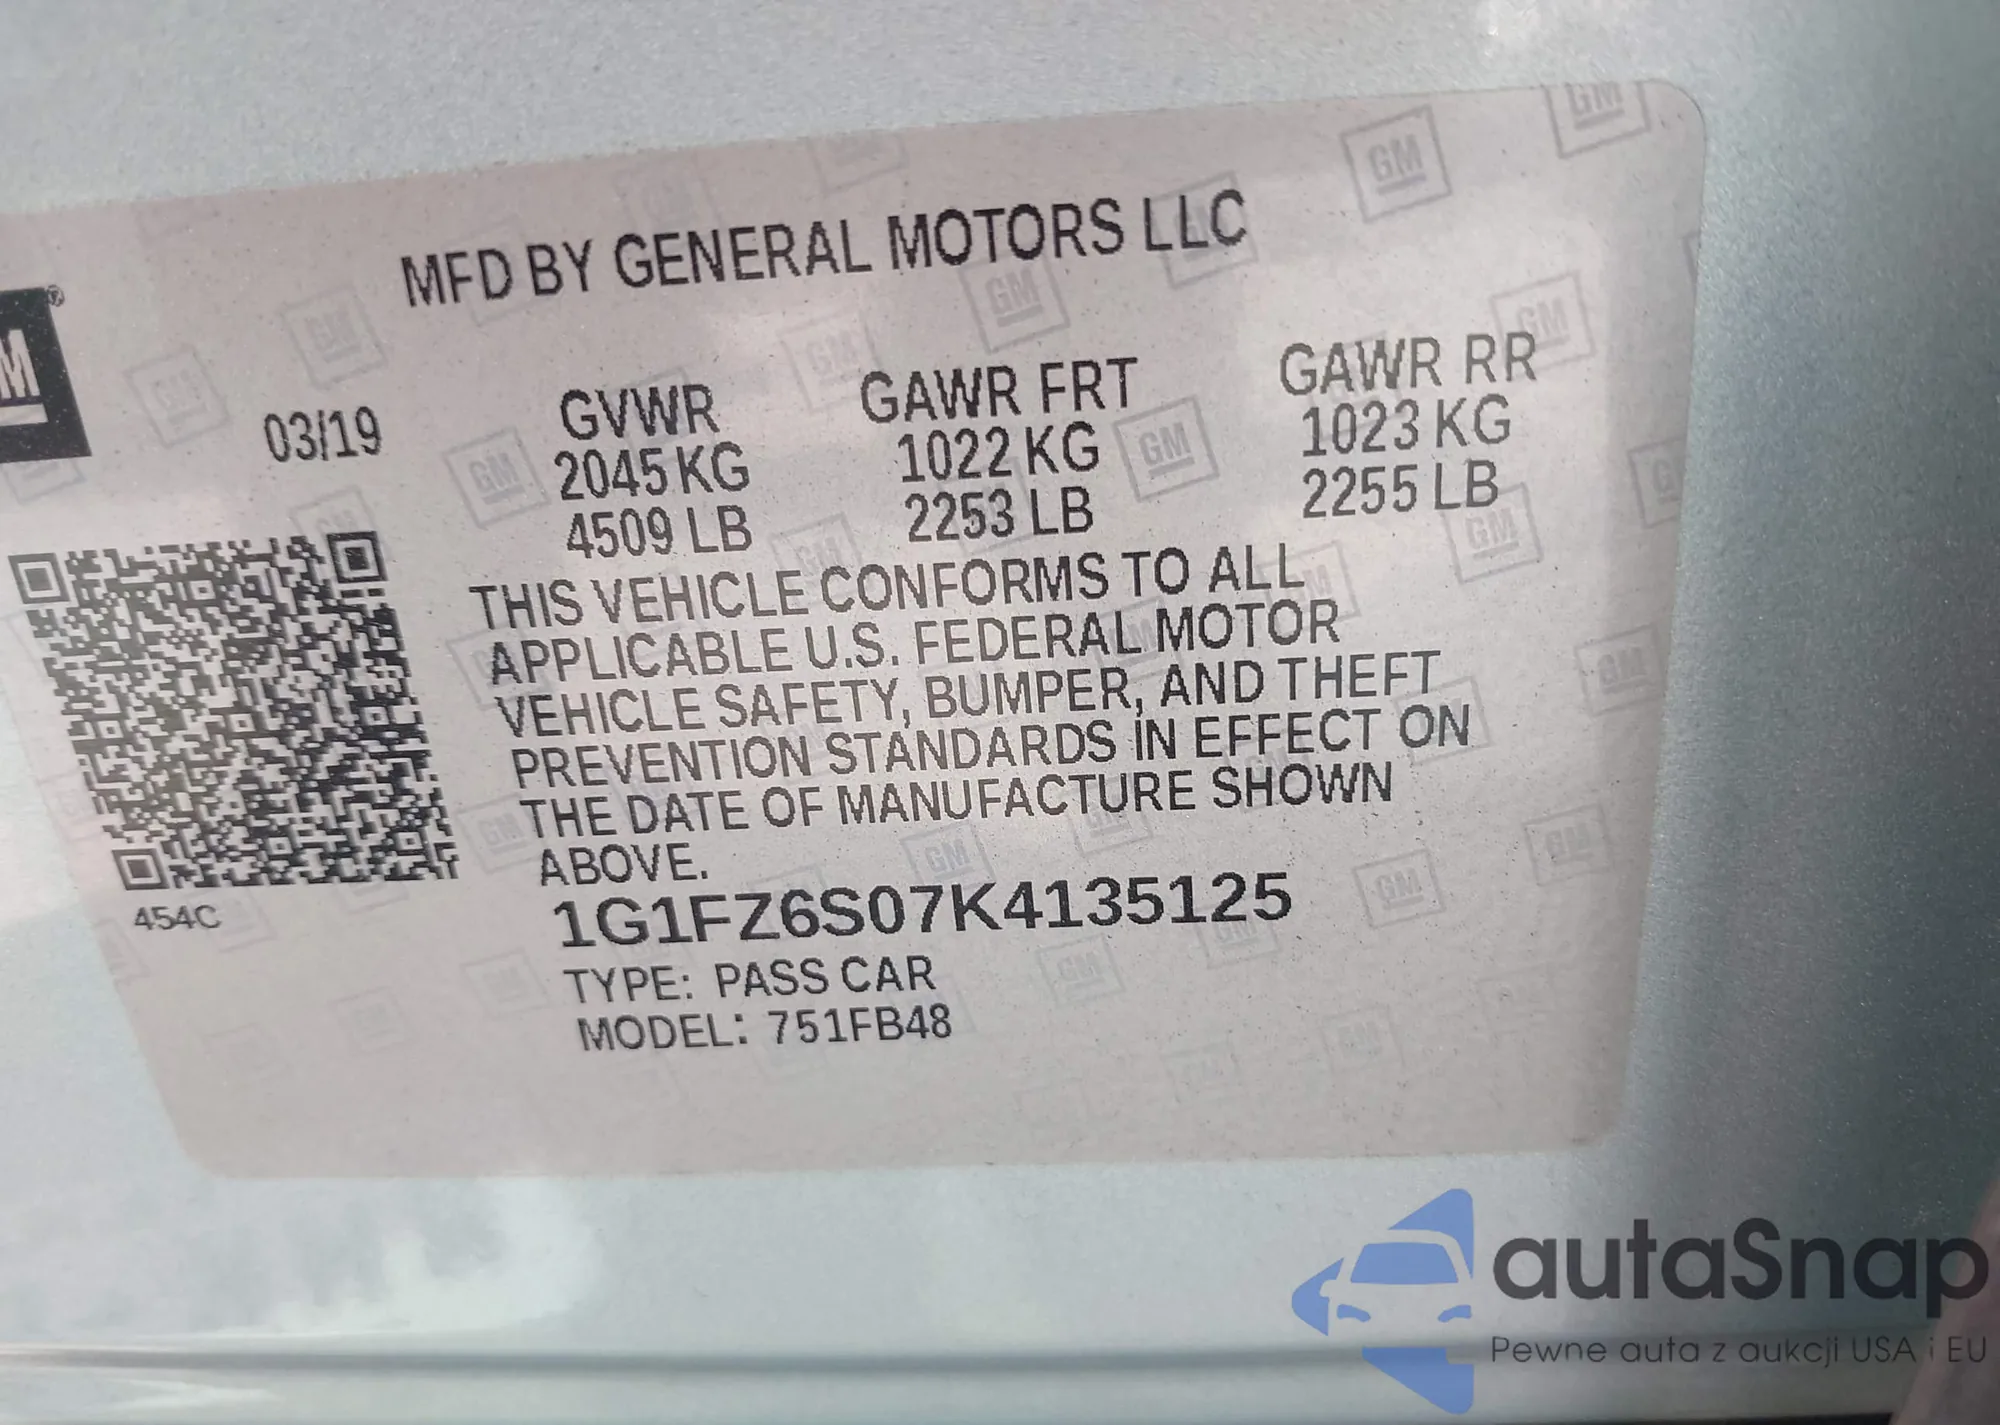 MFD BY GENERAL MOTORS LLC
GM®
03/19
GVWR GAWR FRT GAWR RR
2045 KG 1022 KG 1023 KG
4509 LB 2253 LB 2255 LB
THIS VEHICLE CONFORMS TO ALL
APPLICABLE U.S. FEDERAL MOTOR
VEHICLE SAFETY, BUMPER, AND THEFT
PREVENTION STANDARDS IN EFFECT ON
THE DATE OF MANUFACTURE SHOWN
ABOVE.
454C
1G1FZ6S07K4135125
TYPE: PASS CAR
MODEL: 751FB48
autaSnap
Pewne auta z aukcji USA i EU